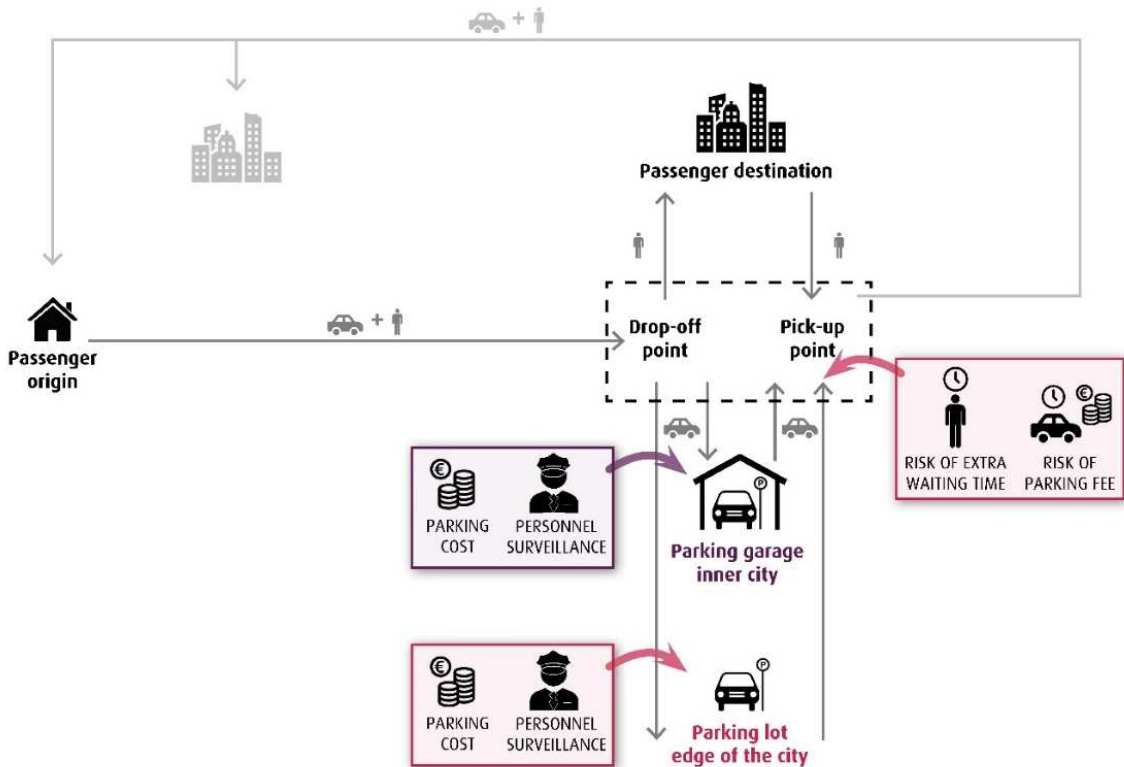 +
Passenger destination
+
Passenger
origin
Drop-off
point
Pick-up
point
€
RISK OF EXTRA
WAITING TIME
RISK OF
PARKING FEE
€
PARKING
COST
PERSONNEL
SURVEILLANCE
P
Parking garage
inner city
€
PARKING
COST
PERSONNEL
SURVEILLANCE
P
Parking lot
edge of the city